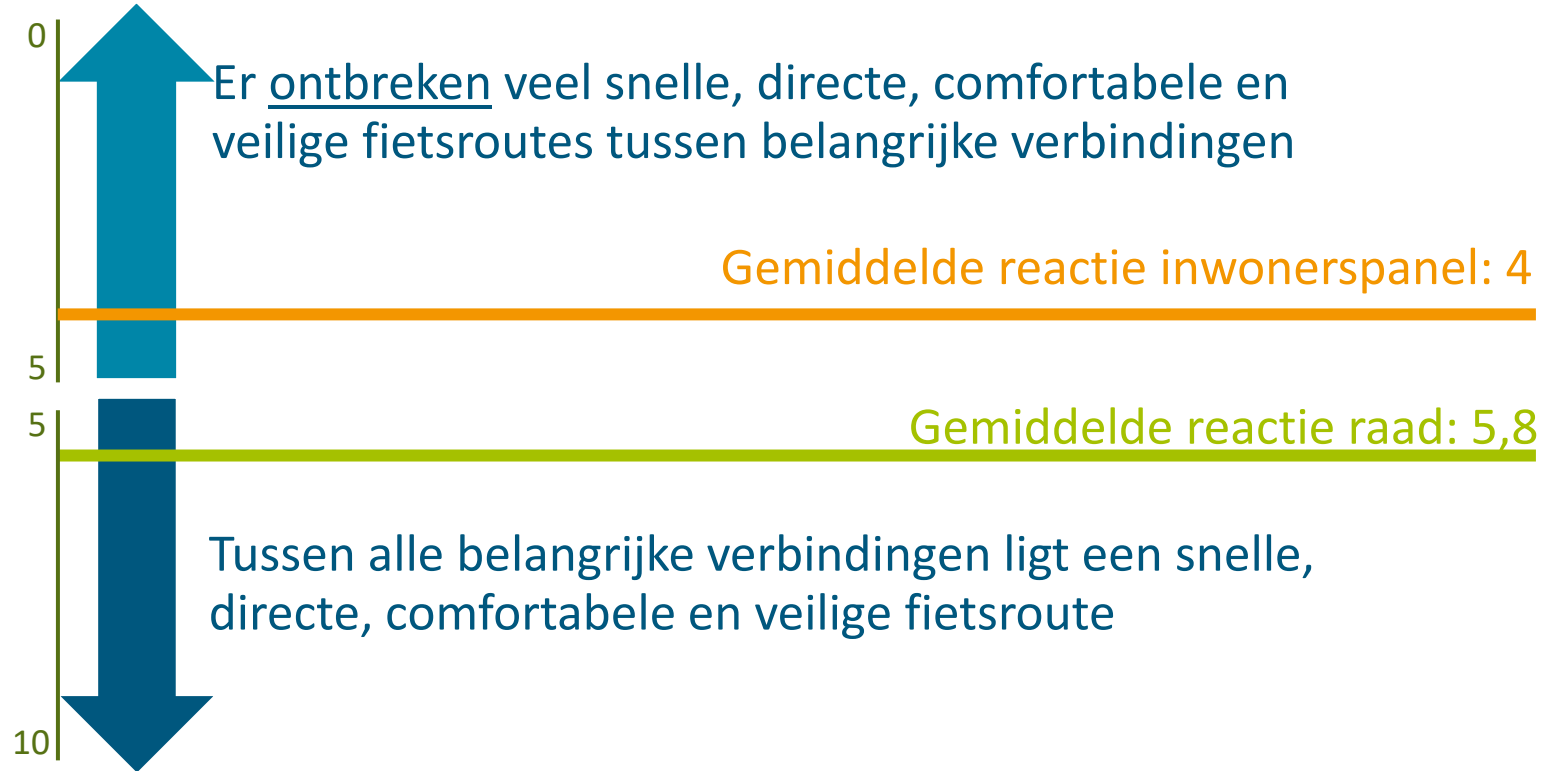 0
Er ontbreken veel snelle, directe, comfortabele en
veilige fietsroutes tussen belangrijke verbindingen
Gemiddelde reactie inwonerspanel: 4
5
5
Gemiddelde reactie raad: 5,8
Tussen alle belangrijke verbindingen ligt een snelle,
directe, comfortabele en veilige fietsroute
10